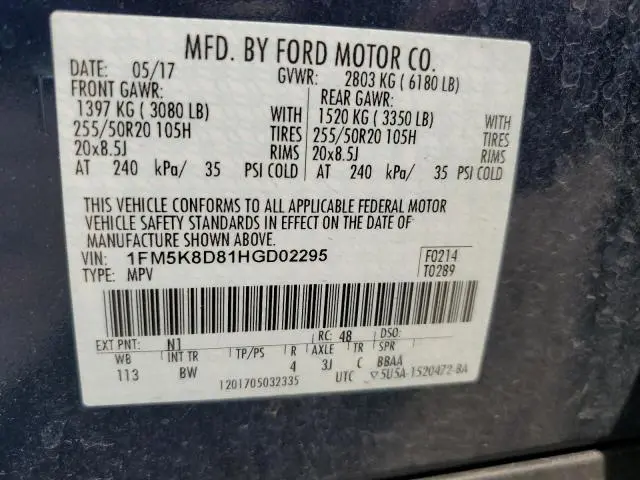 MFD. BY FORD MOTOR CO.
DATE: 05/17 GVWR: 2803 KG ( 6180 LB)
FRONT GAWR: REAR GAWR:
1397 KG ( 3080 LB) WITH 1520 KG ( 3350 LB) WITH
255/50R20 105H TIRES 255/50R20 105H TIRES
20x8.5J RIMS 20x8.5J RIMS
AT 240 kPa/ 35 PSI COLD AT 240 kPa/ 35 PSI COLD
THIS VEHICLE CONFORMS TO ALL APPLICABLE FEDERAL MOTOR
VEHICLE SAFETY STANDARDS IN EFFECT ON THE DATE OF
MANUFACTURE SHOWN ABOVE.
VIN: 1FM5K8D81HGD02295 F0214
TYPE: MPV T0289
EXT PNT: N1 RC: 48 DSO:
WB INT TR TP/PS R AXLE TR SPR
113 BW 4 3J C BBAA
1201705032335 UTC ▽5U5A-1520472-BA